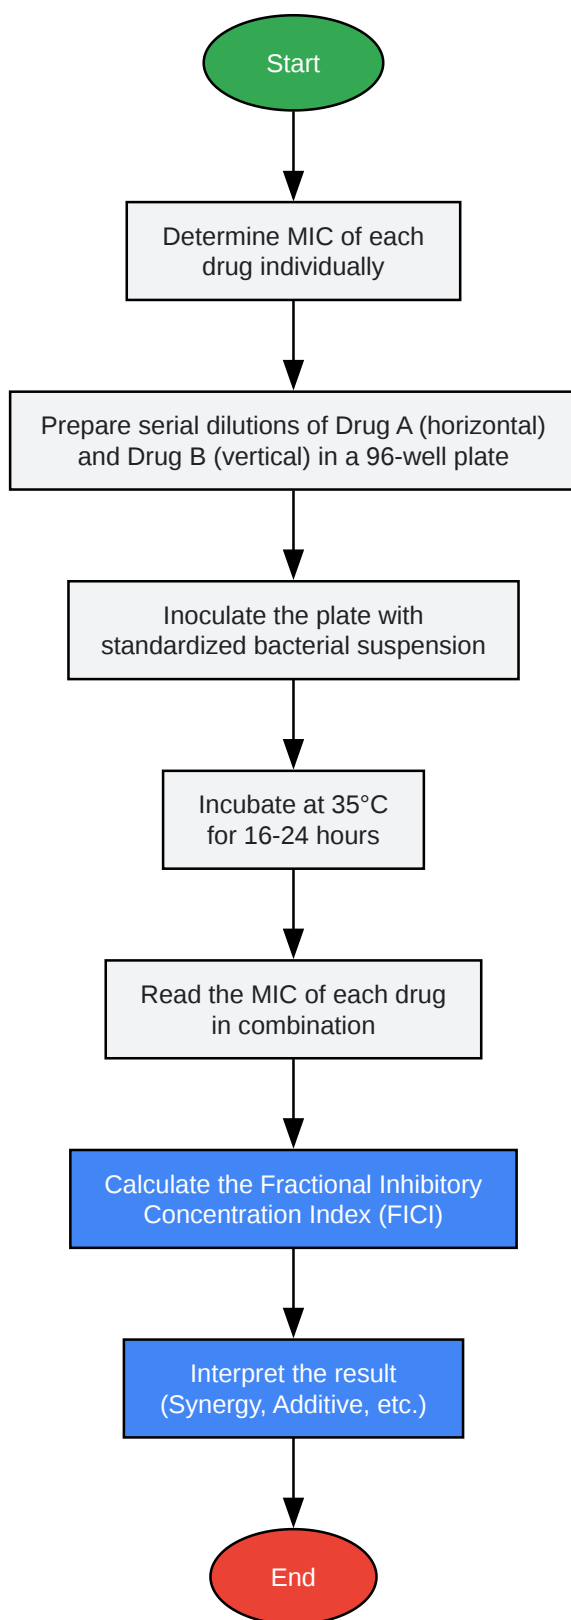 Start
Determine MIC of each
drug individually
Prepare serial dilutions of Drug A (horizontal)
and Drug B (vertical) in a 96-well plate
Inoculate the plate with
standardized bacterial suspension
Incubate at 35°C
for 16-24 hours
Read the MIC of each drug
in combination
Calculate the Fractional Inhibitory
Concentration Index (FICI)
Interpret the result
(Synergy, Additive, etc.)
End